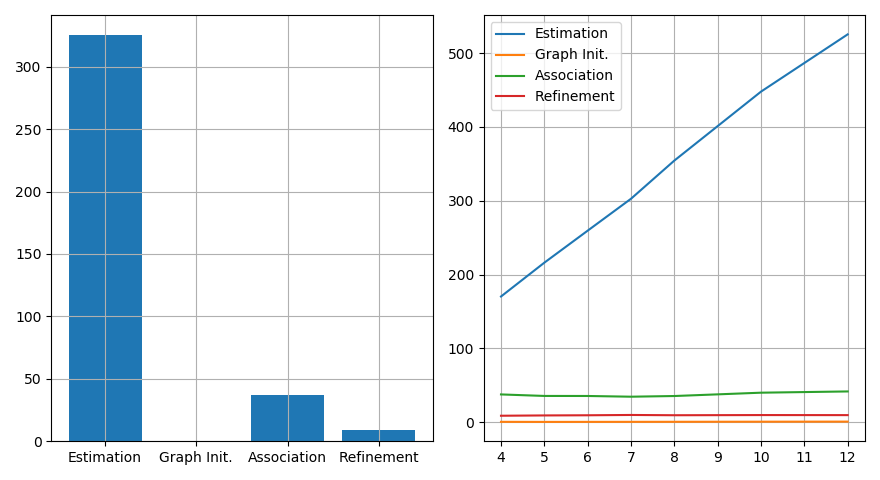 300
250
200
150
100
50
0
Estimation Graph Init. Association Refinement
Estimation
Graph Init.
Association
Refinement
500
400
300
200
100
0
4 5 6 7 8 9 10 11 12